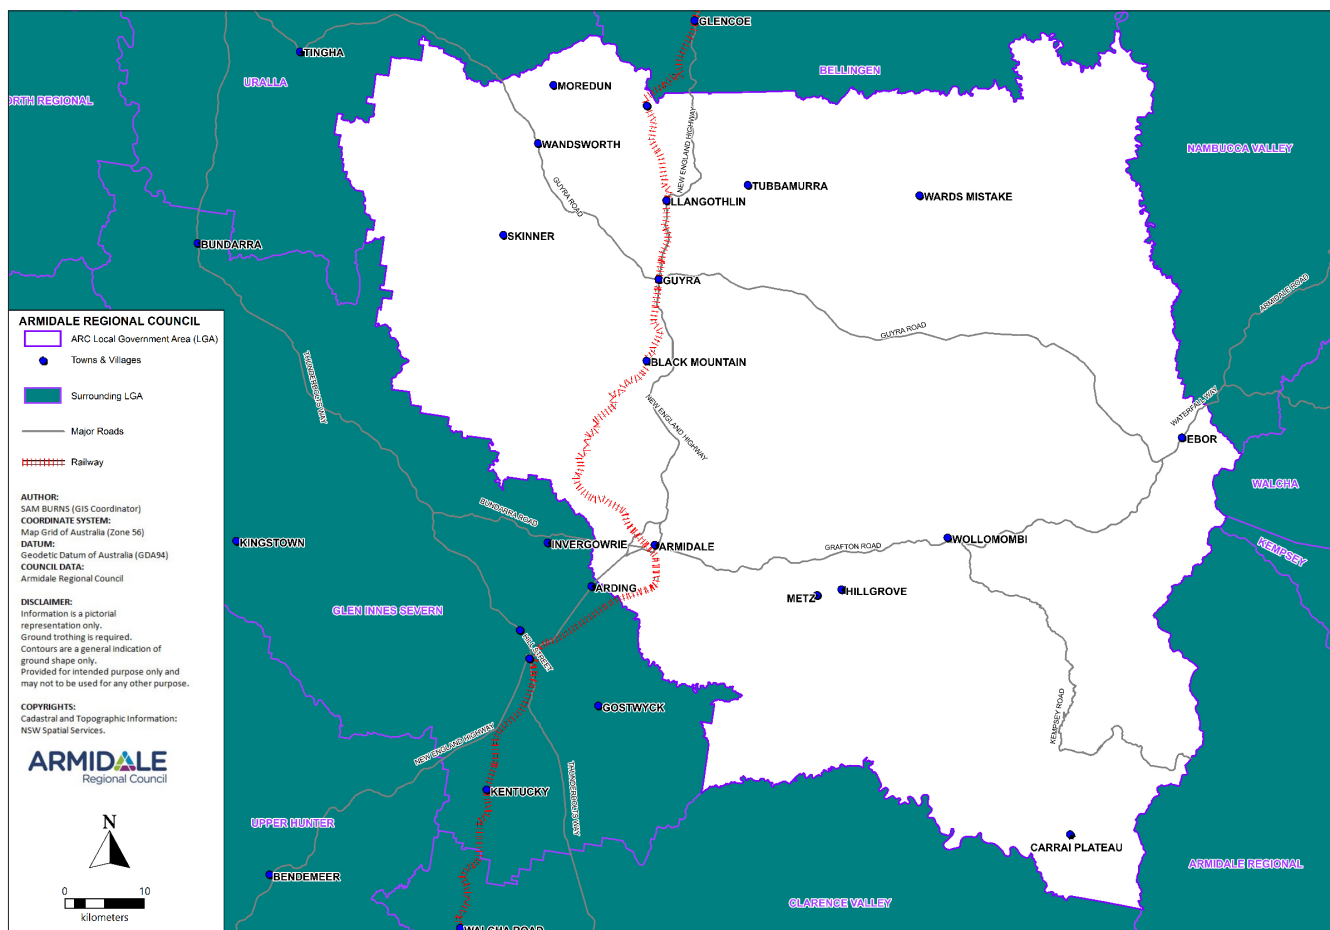 GLENCOE
TINGHA
BELLINGEN
URALLA
MOREDUN
ORTH REGIONAL
NEW ENGLAND HIGHWAY
WANDSWORTH
NAMBUCCA VALLEY
TUBBAMURRA
GUYRA ROAD
WARDS MISTAKE
LLANGOTHLIN
SKINNER
BUNDARRA
GUYRA
ARMIDALE ROAD
GUYRA ROAD
BLACK MOUNTAIN
THUNDERBOLTS WAY
NEW ENGLAND HIGHWAY
WATERFALL WAY
EBOR
WALCHA
BUNDARRA ROAD
KINGSTOWN
INVERGOWRIE
ARMIDALE
GRAFTON ROAD
WOLLOMOMBI
KEMPSEY
ARDING
METZ
HILLGROVE
GLEN INNES SEVERN
HILL STREET
GOSTWYCK
KEMPSEY ROAD
NEW ENGLAND HIGHWAY
KENTUCKY
THUNDERBOLTS WAY
UPPER HUNTER
CARRAI PLATEAU
ARMIDALE REGIONAL
BENDEMEER
CLARENCE VALLEY
WALCHA ROAD
ARMIDALE REGIONAL COUNCIL
ARC Local Government Area (LGA)
Towns & Villages
Surrounding LGA
Major Roads
Railway
AUTHOR:
SAM BURNS (GIS Coordinator)
COORDINATE SYSTEM:
Map Grid of Australia (Zone 56)
DATUM:
Geodetic Datum of Australia (GDA94)
COUNCIL DATA:
Armidale Regional Council
DISCLAIMER:
Information is a pictorial
representation only.
Ground trothing is required.
Contours are a general indication of
ground shape only.
Provided for intended purpose only and
may not to be used for any other purpose.
COPYRIGHTS:
Cadastral and Topographic Information:
NSW Spatial Services.
ARMIDALE
Regional Council
N
0 10
kilometers